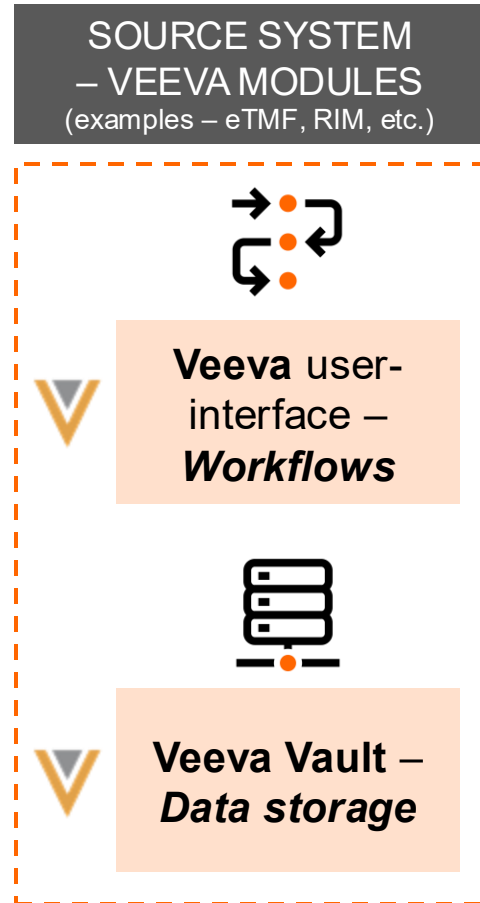 SOURCE SYSTEM
– VEEVA MODULES
(examples – eTMF, RIM, etc.)
Veeva user-
interface –
Workflows
Veeva Vault –
Data storage